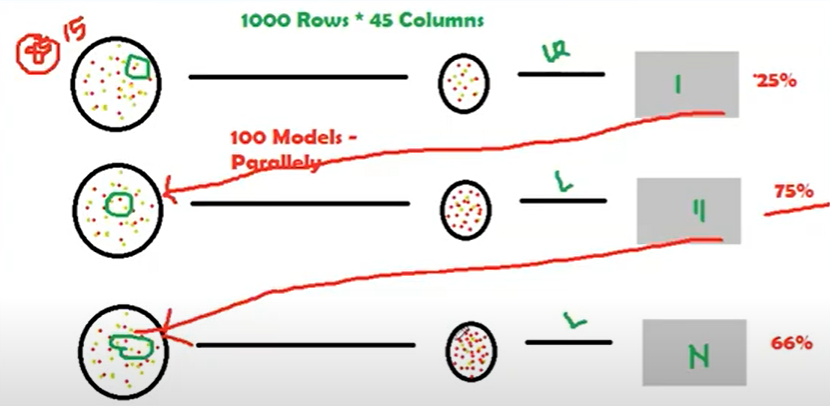 15
1000 Rows * 45 Columns
LR
I
25%
100 Models -
Parallely
L
II
75%
L
N
66%